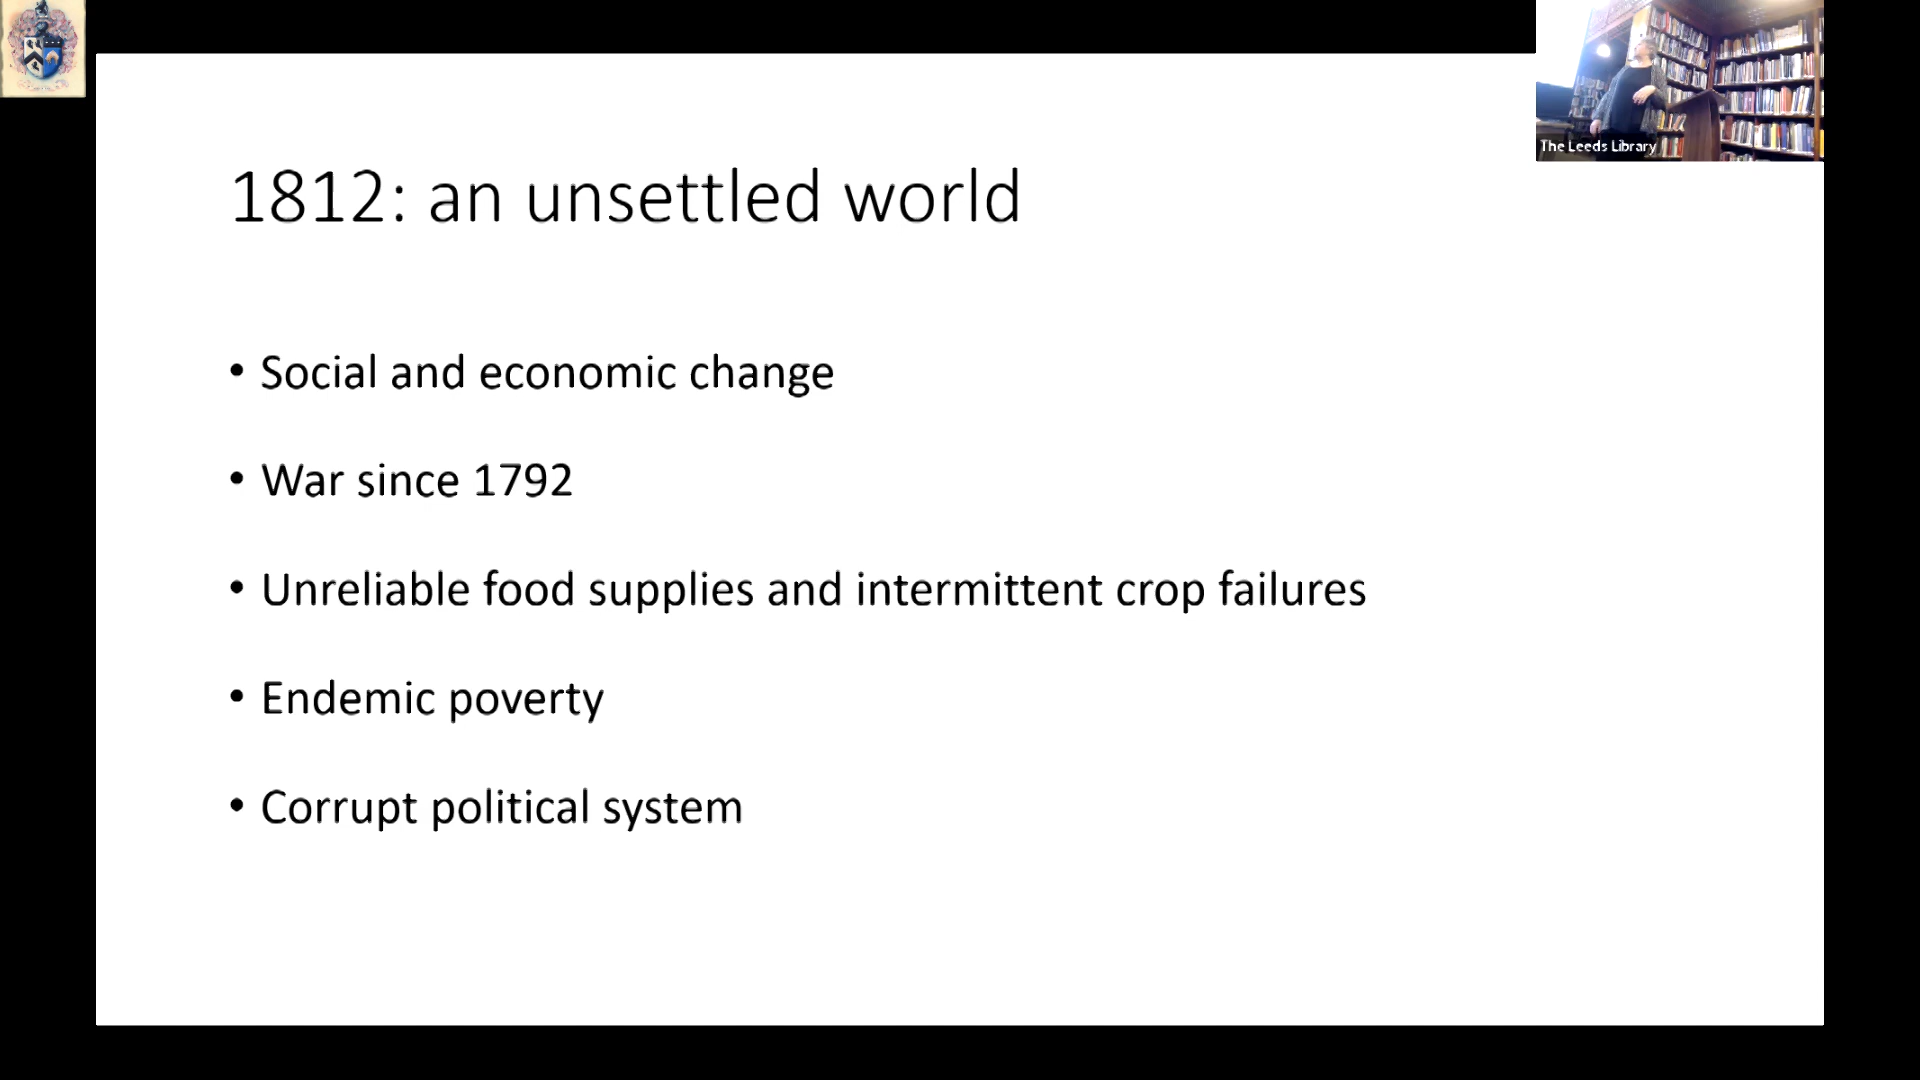 The Leeds Library
1812: an unsettled world
• Social and economic change
• War since 1792
• Unreliable food supplies and intermittent crop failures
• Endemic poverty
• Corrupt political system